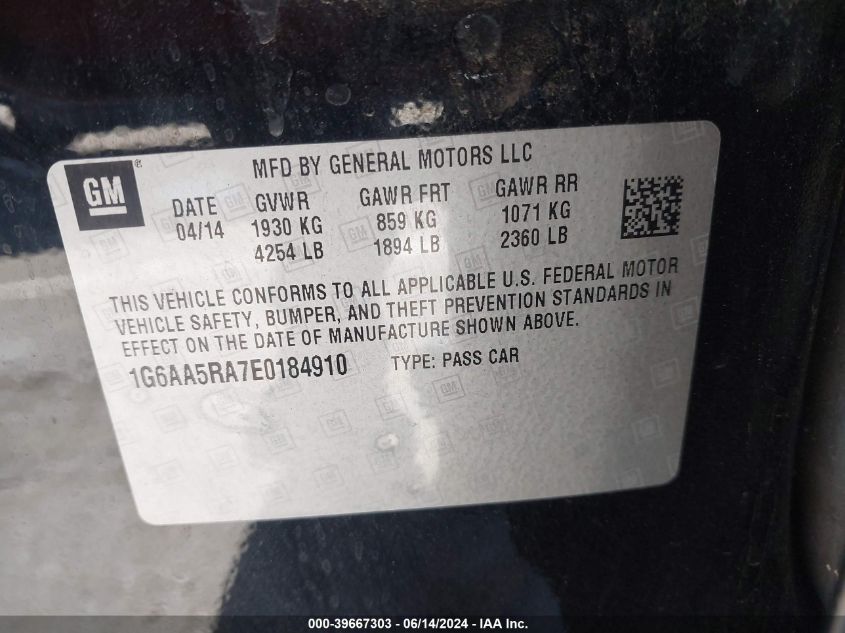 GM
®
MFD BY GENERAL MOTORS LLC
DATE GVWR GAWR FRT GAWR RR
04/14 1930 KG 859 KG 1071 KG
4254 LB 1894 LB 2360 LB
THIS VEHICLE CONFORMS TO ALL APPLICABLE U.S. FEDERAL MOTOR
VEHICLE SAFETY, BUMPER, AND THEFT PREVENTION STANDARDS IN
EFFECT ON THE DATE OF MANUFACTURE SHOWN ABOVE.
1G6AA5RA7E0184910 TYPE: PASS CAR
000-39667303 - 06/14/2024 - IAA Inc.